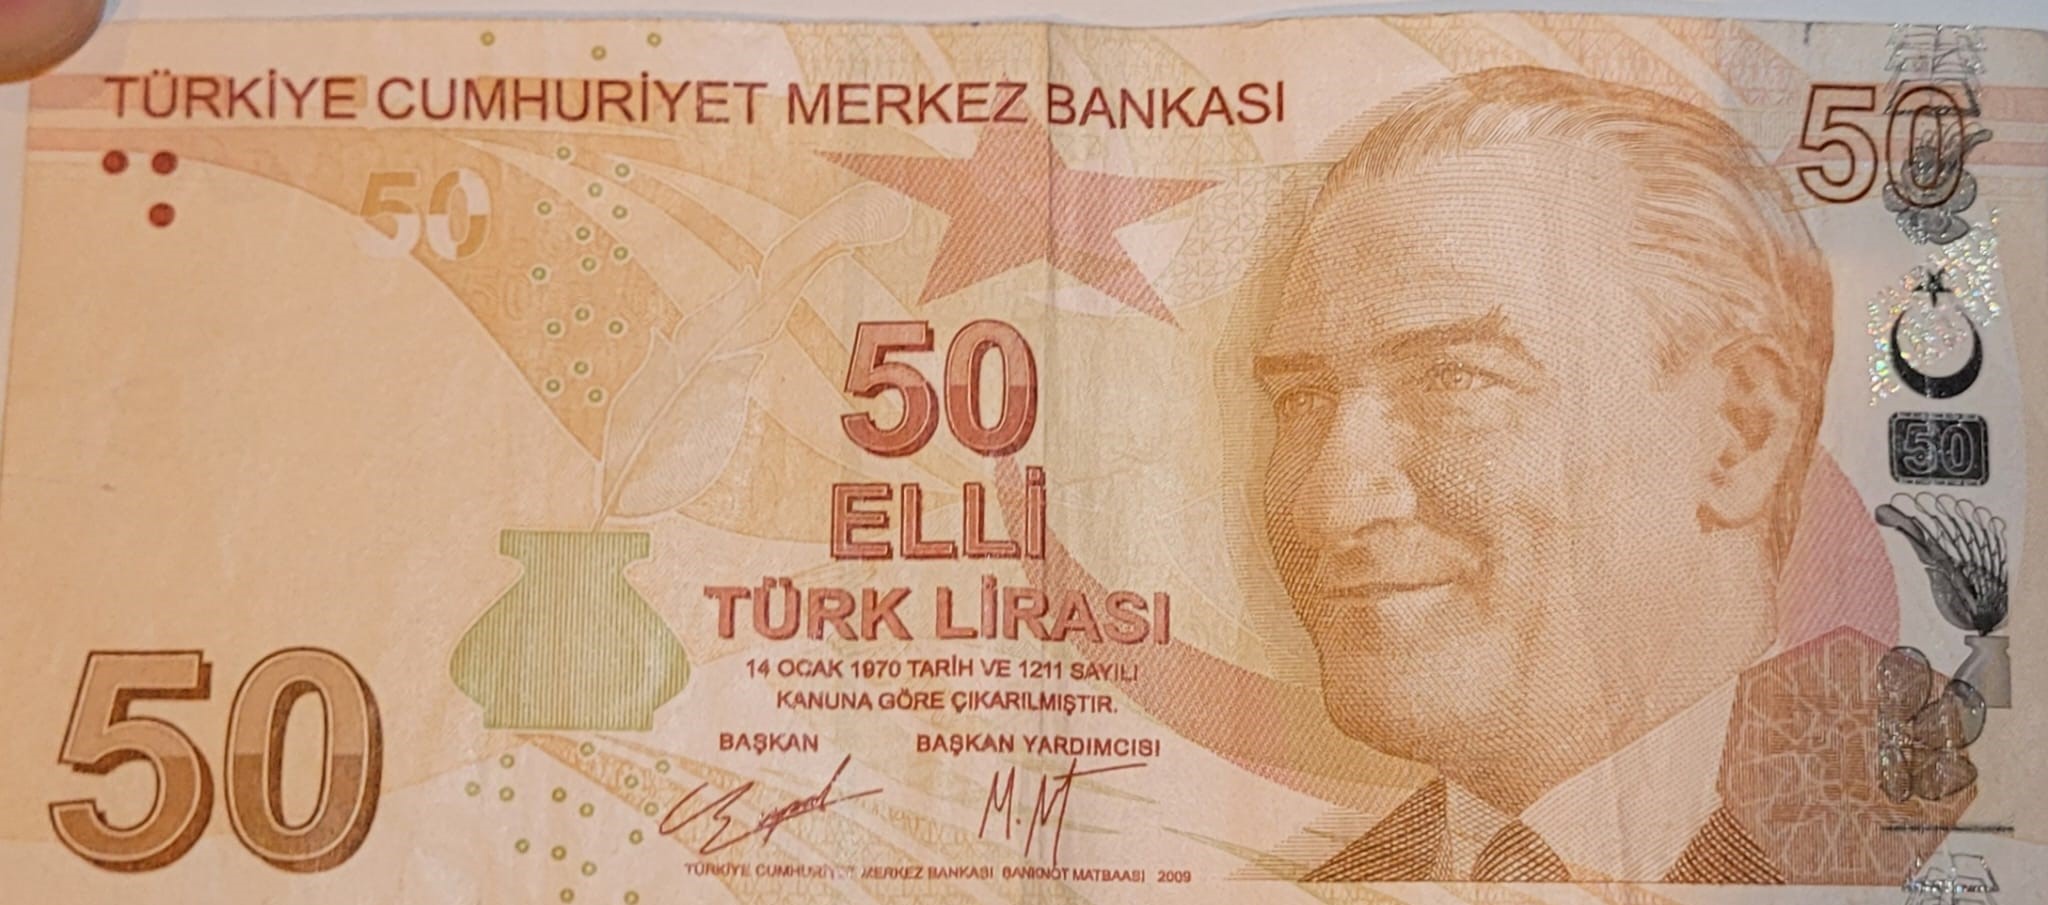 TÜRKİYE CUMHURİYET MERKEZ BANKASI
50
50
50
ELLİ
TÜRK LİRASI
14 OCAK 1970 TARİH VE 1211 SAYILI
KANUNA GÖRE ÇIKARILMIŞTIR.
BAŞKAN BAŞKAN YARDIMCISI
50
50
TÜRKİYE CUMHURİYET MERKEZ BANKASI BANKNOT MATBAASI 2009